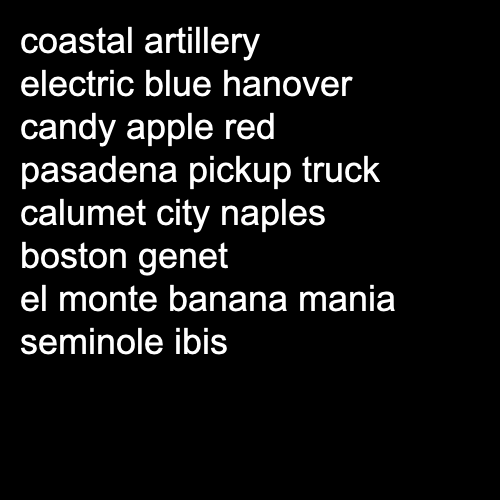 coastal artillery
electric blue hanover
candy apple red
pasadena pickup truck
calumet city naples
boston genet
el monte banana mania
seminole ibis